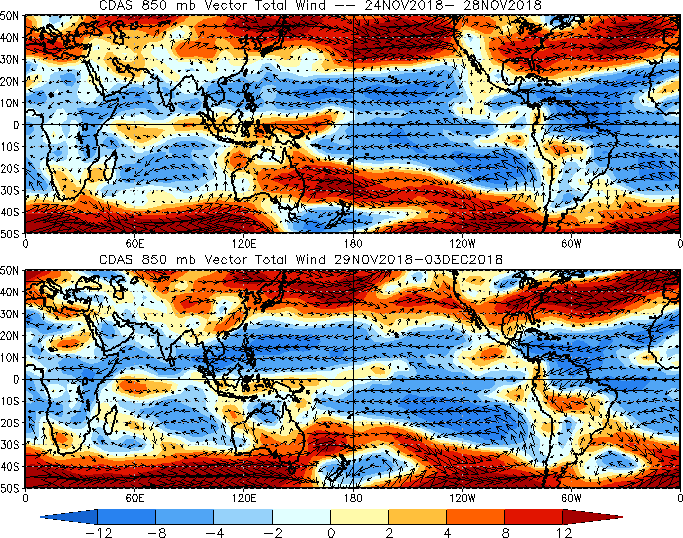 CDAS 850 mb Vector Total Wind -- 24NOV2018- 28NOV2018
50N
40N
30N
20N
10N
0
10S
20S
30S
40S
50S
0 60E 120E 180 120W 60W 0
CDAS 850 mb Vector Total Wind 29NOV2018-03DEC2018
50N
40N
30N
20N
10N
0
10S
20S
30S
40S
50S
0 60E 120E 180 120W 60W 0
-12 -8 -4 -2 0 2 4 8 12